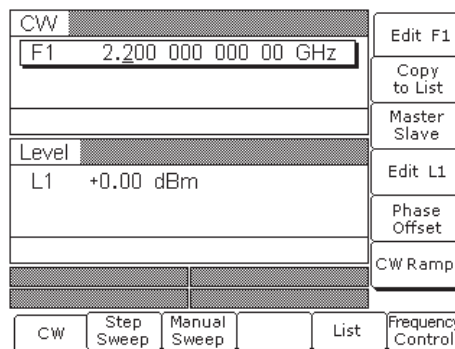 CW
F1 2.200 000 000 00 GHz
Level
L1 +0.00 dBm
Edit F1
Copy
to List
Master
Slave
Edit L1
Phase
Offset
CW Ramp
CW
Step
Sweep
Manual
Sweep
List
Frequency
Control